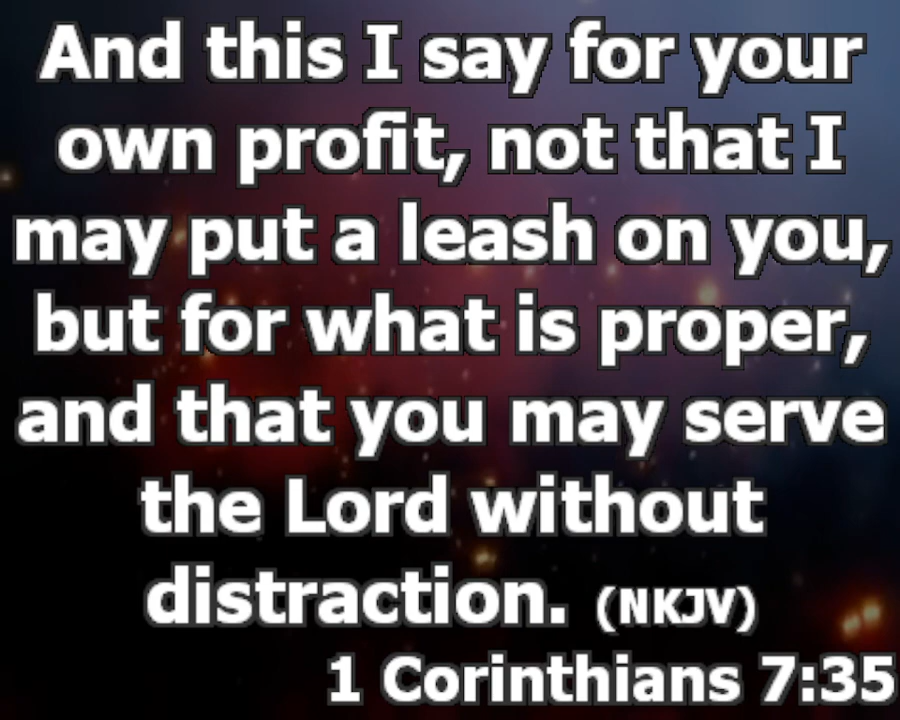 And this I say for your
own profit, not that I
may put a leash on you,
but for what is proper,
and that you may serve
the Lord without
distraction. (NKJV)
1 Corinthians 7:35